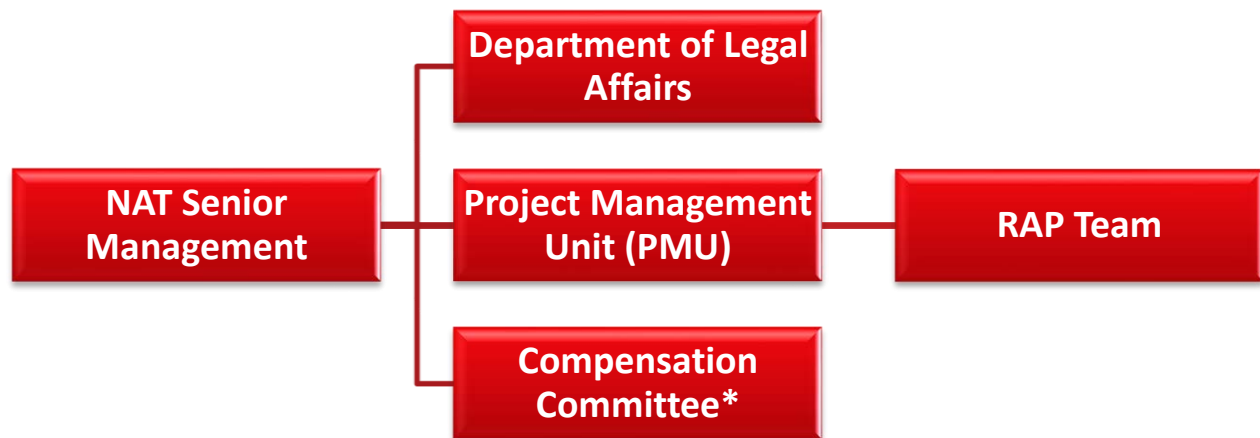 Department of Legal
Affairs
NAT Senior
Management
Project Management
Unit (PMU)
RAP Team
Compensation
Committee*